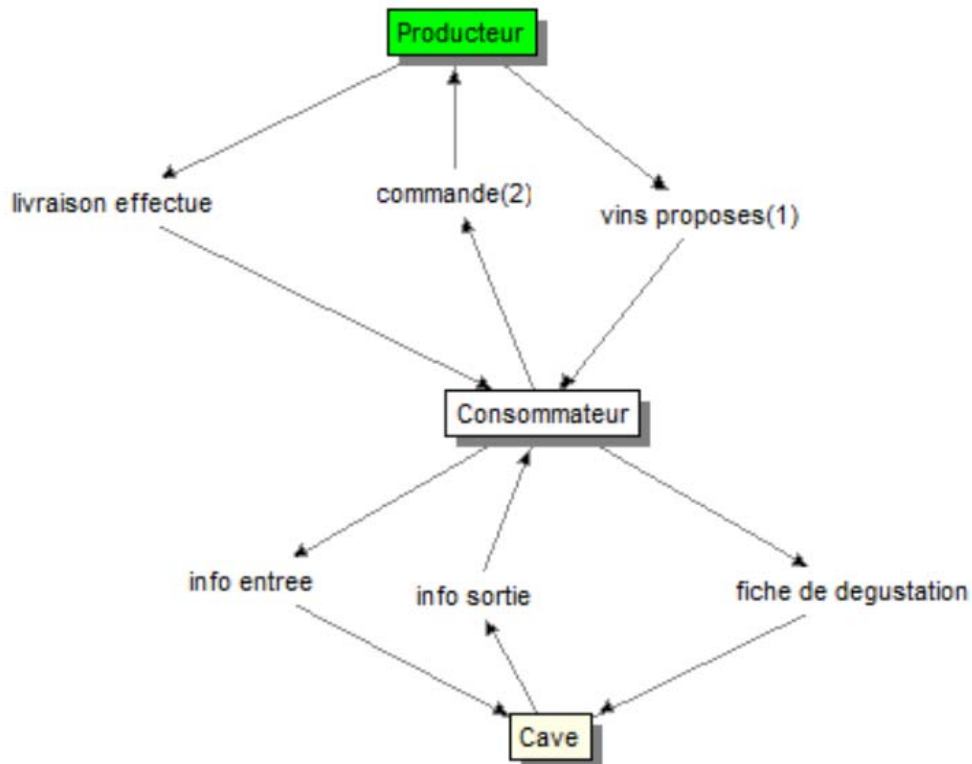 Producteur
livraison effectue
commande(2)
vins proposes(1)
Consommateur
info entree
info sortie
fiche de degustation
Cave